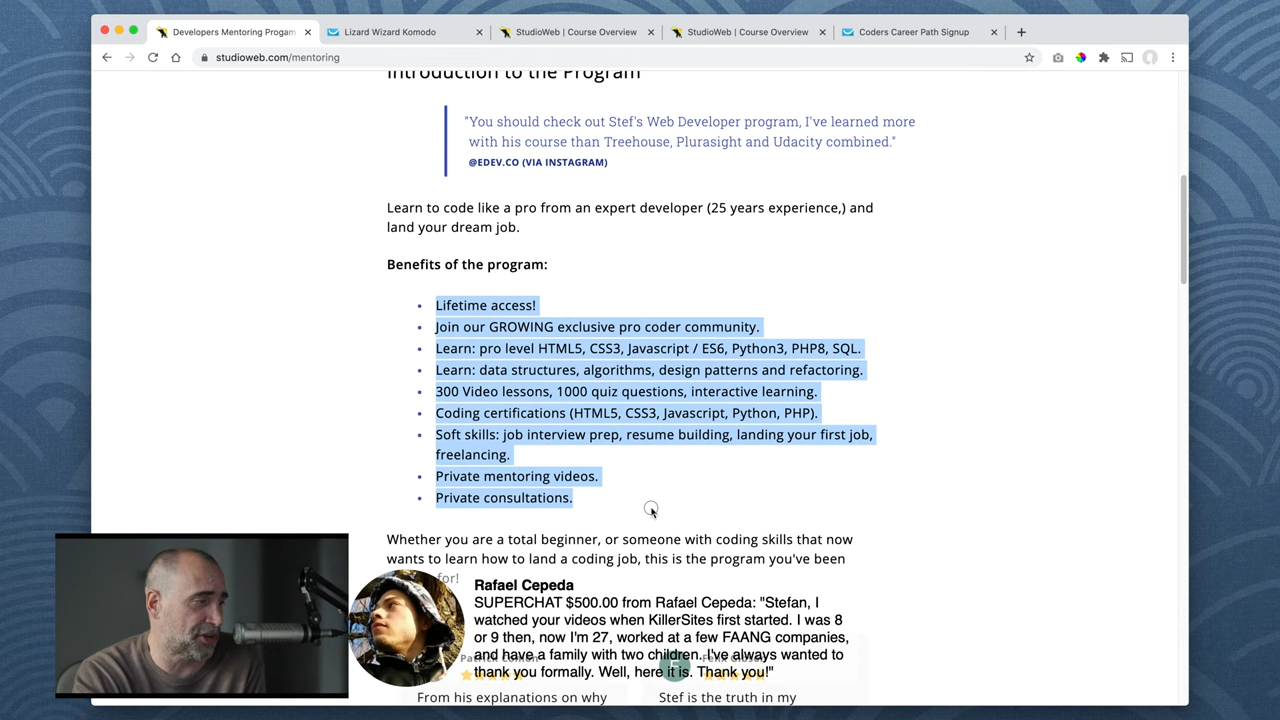 Developers Mentoring Progam
Lizard Wizard Komodo
StudioWeb | Course Overview
StudioWeb | Course Overview
Coders Career Path Signup
studioweb.com/mentoring
Introduction to the Program
"You should check out Stef's Web Developer program, I've learned more
with his course than Treehouse, Plurasight and Udacity combined."
@EDEV.CO (VIA INSTAGRAM)
Learn to code like a pro from an expert developer (25 years experience,) and
land your dream job.
Benefits of the program:
Lifetime access!
Join our GROWING exclusive pro coder community.
Learn: pro level HTML5, CSS3, Javascript / ES6, Python3, PHP8, SQL.
Learn: data structures, algorithms, design patterns and refactoring.
300 Video lessons, 1000 quiz questions, interactive learning.
Coding certifications (HTML5, CSS3, Javascript, Python, PHP).
Soft skills: job interview prep, resume building, landing your first job,
freelancing.
Private mentoring videos.
Private consultations.
Whether you are a total beginner, or someone with coding skills that now
wants to learn how to land a coding job, this is the program you've been
for!
Rafael Cepeda
SUPERCHAT $500.00 from Rafael Cepeda: "Stefan, I
watched your videos when KillerSites first started. I was 8
or 9 then, now I'm 27, worked at a few FAANG companies,
and have a family with two children. I've always wanted to
thank you formally. Well, here it is. Thank you!"
From his explanations on why
Stef is the truth in my